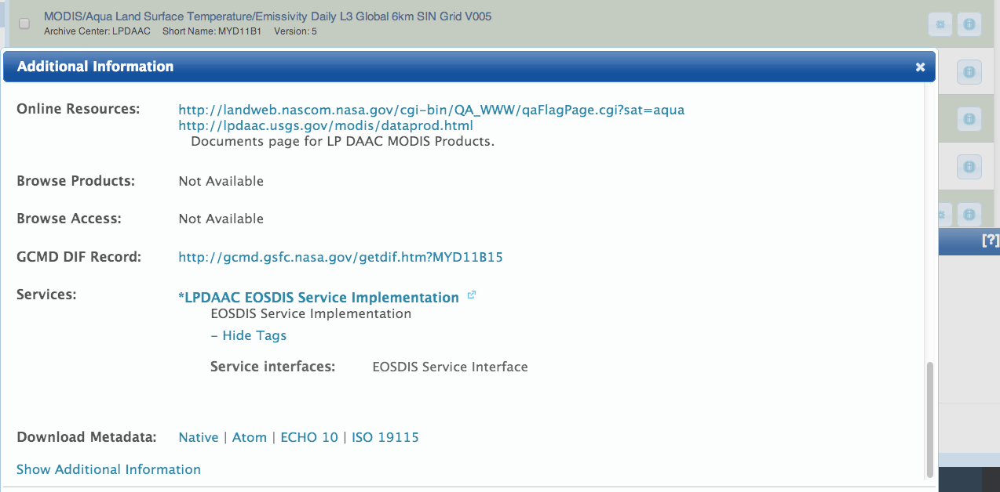 MODIS/Aqua Land Surface Temperature/Emissivity Daily L3 Global 6km SIN Grid V005
Archive Center: LPDAAC Short Name: MYD11B1 Version: 5
Additional Information
Online Resources: http://landweb.nascom.nasa.gov/cgi-bin/QA_WWW/qaFlagPage.cgi?sat=aqua
http://lpdaac.usgs.gov/modis/dataprod.html
Documents page for LP DAAC MODIS Products.
Browse Products: Not Available
Browse Access: Not Available
[?]
GCMD DIF Record: http://gcmd.gsfc.nasa.gov/getdif.htm?MYD11B15
Services: *LPDAAC EOSDIS Service Implementation
EOSDIS Service Implementation
– Hide Tags
Service interfaces: EOSDIS Service Interface
Download Metadata: Native | Atom | ECHO 10 | ISO 19115
Show Additional Information